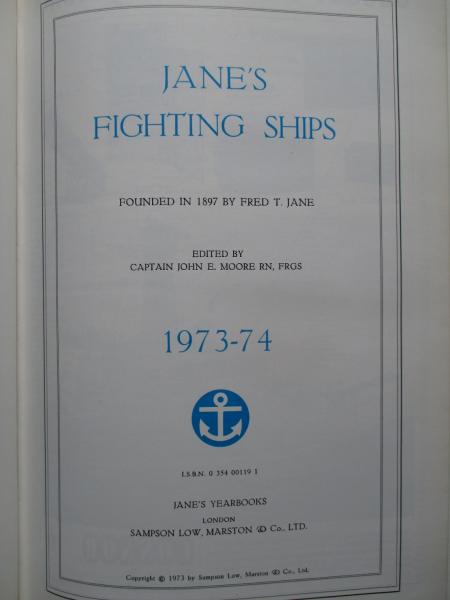 JANE'S
FIGHTING SHIPS
FOUNDED IN 1897 BY FRED T. JANE
EDITED BY
CAPTAIN JOHN E. MOORE RN, FRGS
1973-74
I.S.B.N. 0 354 00119 1
JANE'S YEARBOOKS
LONDON
SAMPSON LOW, MARSTON & Co., LTD.
Copyright © 1973 by Sampson Low, Marston & Co., Ltd.